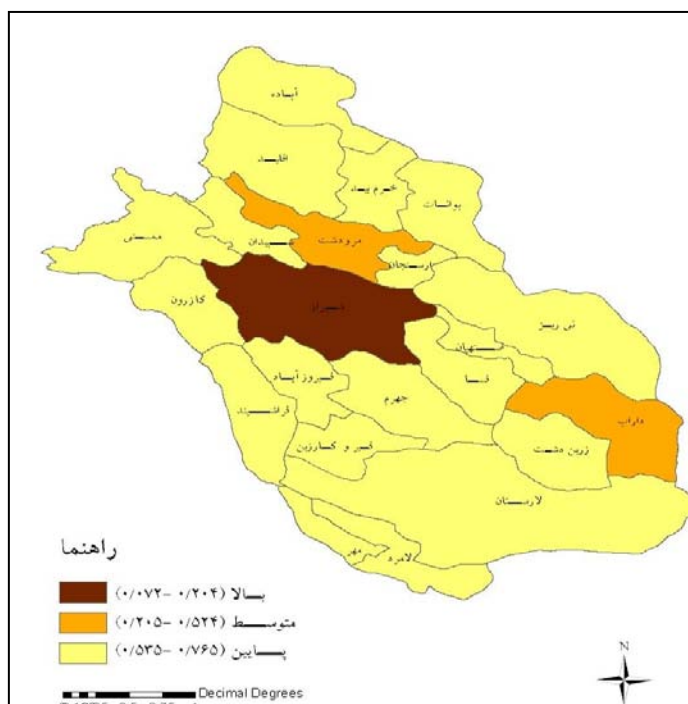 آباده
اقلید
خرم بید
بوانات
ممسنی
سپیدان
مرودشت
ارسنجان
کازرون
شیراز
نی ریز
استهبان
فسا
فیروز آباد
جهرم
فراشبند
داراب
زرین دشت
قیر و کارزین
لارستان
مهر
لامرد
راهنما
بالا (۰/۲۰۴ -۰/۰۷۲)
متوسط (۰/۵۲۴ -۰/۲۰۵)
پایین (۰/۷۶۵ -۰/۵۳۵)
N
Decimal Degrees